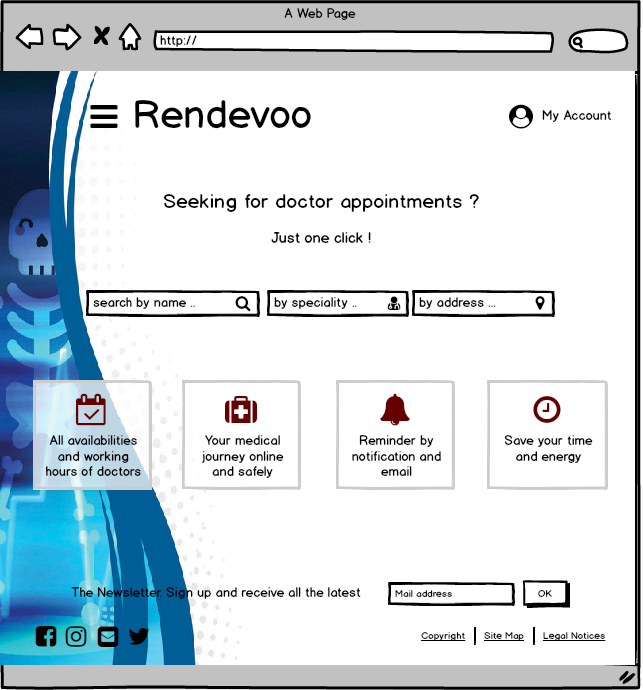 A Web Page
http://
Rendevoo
My Account
Seeking for doctor appointments ?
Just one click !
search by name ..
by speciality ..
by address ...
All availabilities
and working
hours of doctors
Your medical
journey online
and safely
Reminder by
notification and
email
Save your time
and energy
The Newsletter. Sign up and receive all the latest
Mail address
OK
Copyright
Site Map
Legal Notices